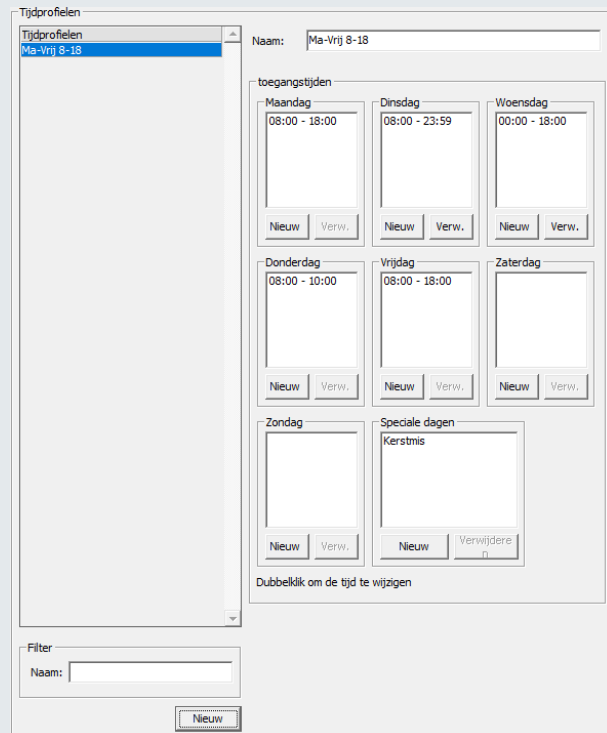 Tijdprofielen
Tijdprofielen
Ma-Vrij 8-18
Naam: Ma-Vrij 8-18
toegangstijden
Maandag Dinsdag Woensdag
08:00 - 18:00 08:00 - 23:59 00:00 - 18:00
Nieuw Verw. Nieuw Verw. Nieuw Verw.
Donderdag Vrijdag Zaterdag
08:00 - 10:00 08:00 - 18:00
Nieuw Verw. Nieuw Verw. Nieuw Verw.
Zondag Speciale dagen
Kerstmis
Nieuw Verw. Nieuw Verwijdere
n
Dubbelklik om de tijd te wijzigen
Filter
Naam:
Nieuw